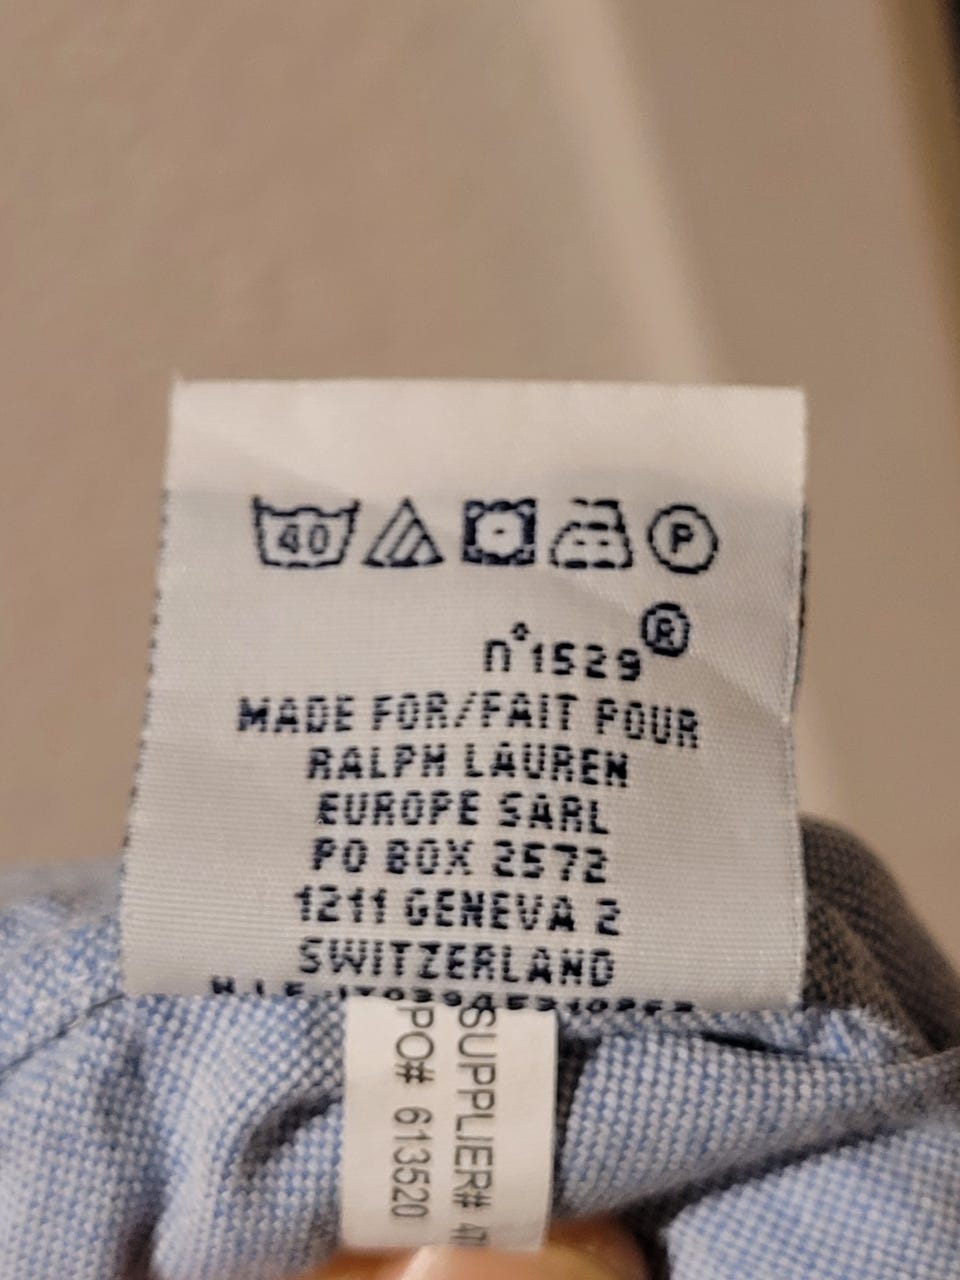 40 P
n°1529®
MADE FOR/FAIT POUR
RALPH LAUREN
EUROPE SARL
PO BOX 2572
1211 GENEVA 2
SWITZERLAND
SUPPLIER#
PO# 613520